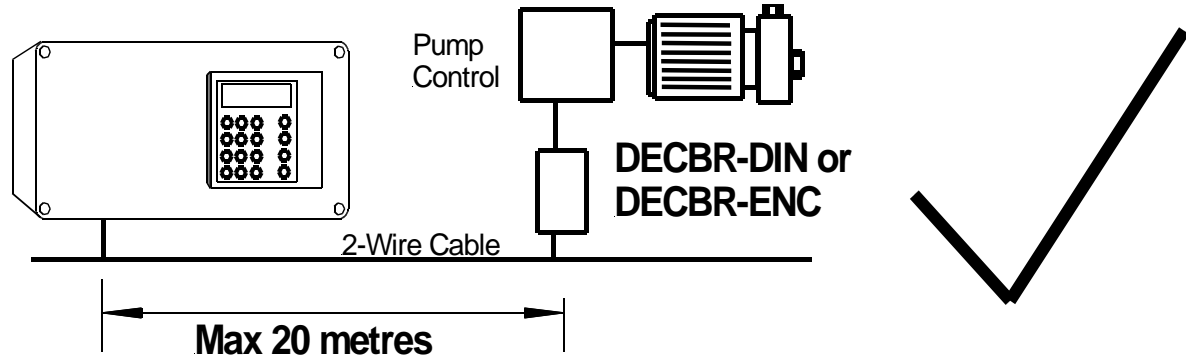 Pump
Control
DECBR-DIN or
DECBR-ENC
2-Wire Cable
Max 20 metres